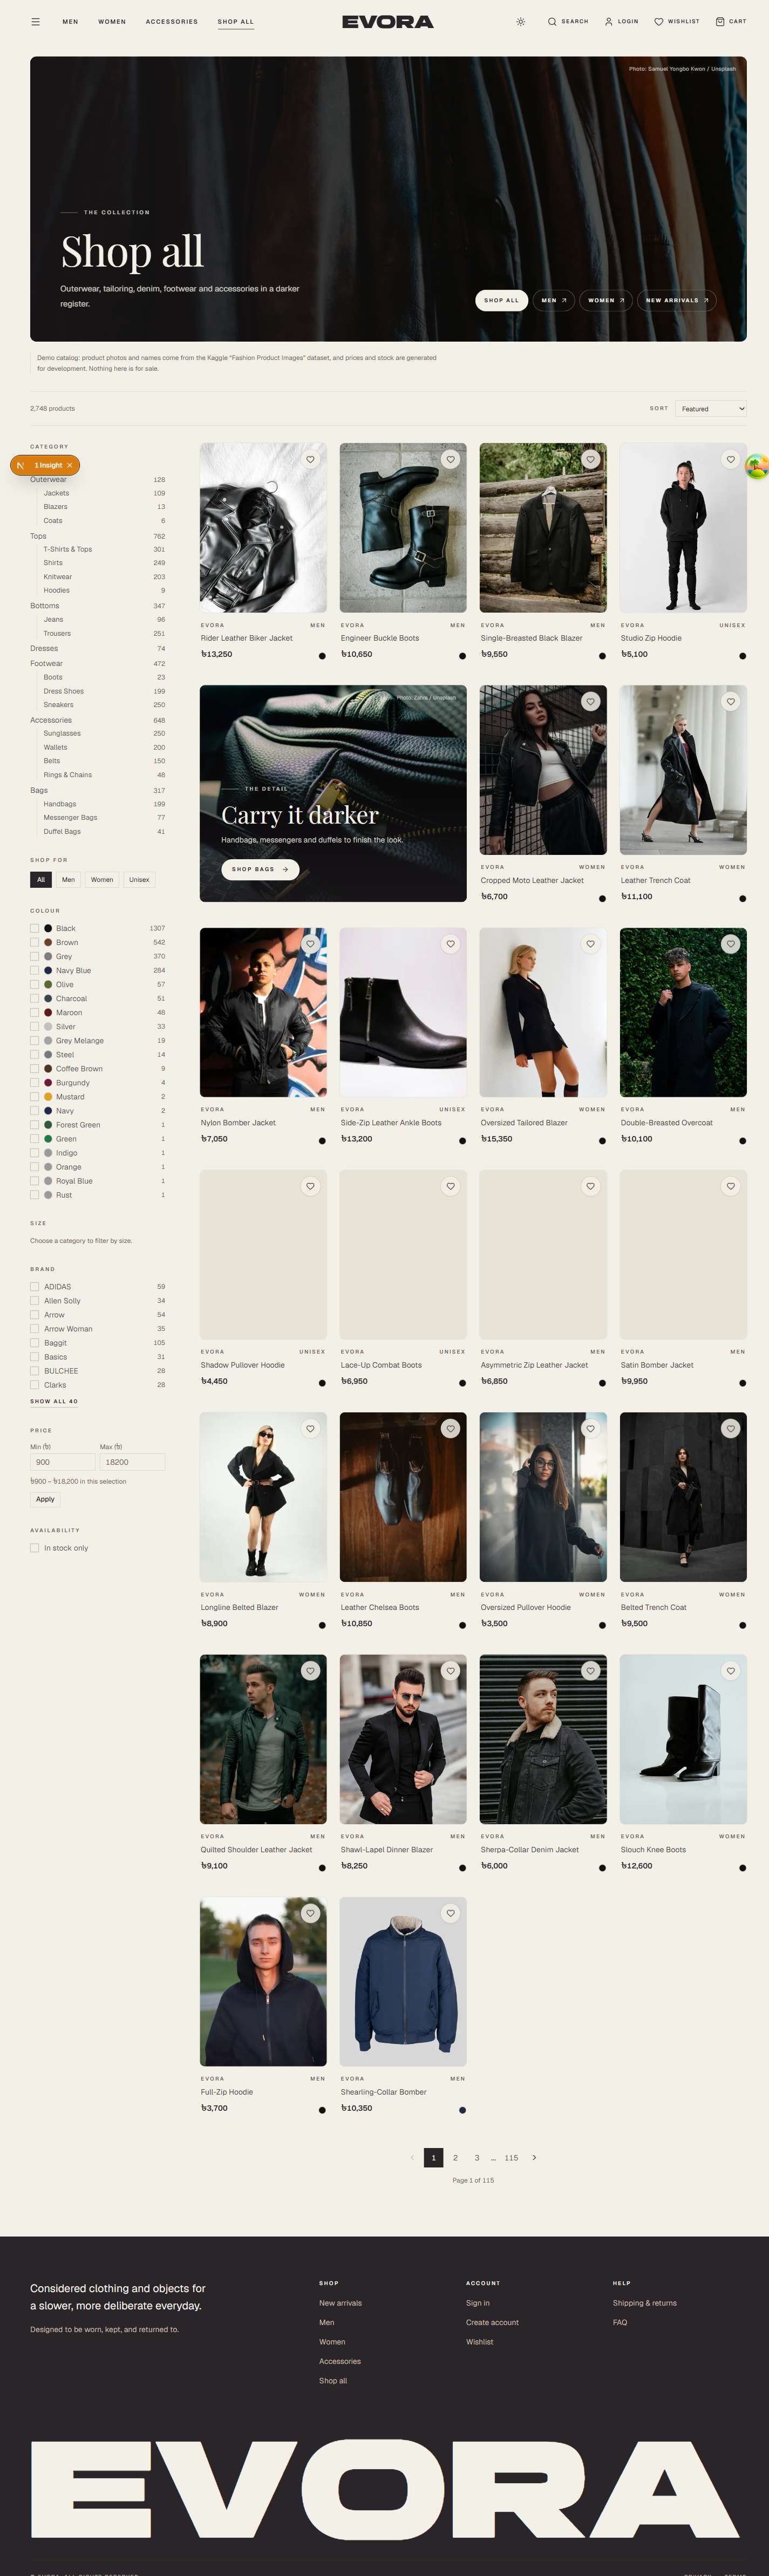 MEN WOMEN ACCESSORIES SHOP ALL EVORA SEARCH LOGIN WISHLIST CART
Photo: Samuel Yongbo Kwon / Unsplash
THE COLLECTION
Shop all
Outerwear, tailoring, denim, footwear and accessories in a darker
register.
SHOP ALL MEN WOMEN NEW ARRIVALS
Demo catalog: product photos and names come from the Kaggle "Fashion Product Images" dataset, and prices and stock are generated
for development. Nothing here is for sale.
2,748 products
SORT Featured
CATEGORY
1 Insight
Outerwear 128
Jackets 109
Blazers 13
Coats 6
Tops 762
T-Shirts & Tops 301
Shirts 249
Knitwear 203
Hoodies 9
Bottoms 347
Jeans 96
Trousers 251
Dresses 74
Footwear 472
Boots 23
Dress Shoes 199
Sneakers 250
Accessories 648
Sunglasses 250
Wallets 200
Belts 150
Rings & Chains 48
Bags 317
Handbags 199
Messenger Bags 77
Duffel Bags 41
SHOP FOR
All Men Women Unisex
COLOUR
Black 1307
Brown 542
Grey 370
Navy Blue 284
Olive 57
Charcoal 51
Maroon 48
Silver 33
Grey Melange 19
Steel 14
Coffee Brown 9
Burgundy 4
Mustard 2
Navy 2
Forest Green 1
Green 1
Indigo 1
Orange 1
Royal Blue 1
Rust 1
SIZE
Choose a category to filter by size.
BRAND
ADIDAS 59
Allen Solly 34
Arrow 54
Arrow Woman 35
Baggit 105
Basics 31
BULCHEE 28
Clarks 28
SHOW ALL 40
PRICE
Min (৳) Max (৳)
900 18200
৳900 – ৳18,200 in this selection
Apply
AVAILABILITY
In stock only
EVORA MEN
Rider Leather Biker Jacket
৳13,250
EVORA MEN
Engineer Buckle Boots
৳10,650
EVORA MEN
Single-Breasted Black Blazer
৳9,550
EVORA UNISEX
Studio Zip Hoodie
৳5,100
Photo: Zahra / Unsplash
THE DETAIL
Carry it darker
Handbags, messengers and duffels to finish the look.
SHOP BAGS
EVORA WOMEN
Cropped Moto Leather Jacket
৳6,700
EVORA WOMEN
Leather Trench Coat
৳11,100
EVORA MEN
Nylon Bomber Jacket
৳7,050
EVORA UNISEX
Side-Zip Leather Ankle Boots
৳13,200
EVORA WOMEN
Oversized Tailored Blazer
৳15,350
EVORA MEN
Double-Breasted Overcoat
৳10,100
EVORA UNISEX
Shadow Pullover Hoodie
৳4,450
EVORA UNISEX
Lace-Up Combat Boots
৳6,950
EVORA MEN
Asymmetric Zip Leather Jacket
৳6,850
EVORA MEN
Satin Bomber Jacket
৳9,950
EVORA WOMEN
Longline Belted Blazer
৳8,900
EVORA MEN
Leather Chelsea Boots
৳10,850
EVORA WOMEN
Oversized Pullover Hoodie
৳3,500
EVORA WOMEN
Belted Trench Coat
৳9,500
EVORA MEN
Quilted Shoulder Leather Jacket
৳9,100
EVORA MEN
Shawl-Lapel Dinner Blazer
৳8,250
EVORA MEN
Sherpa-Collar Denim Jacket
৳6,000
EVORA WOMEN
Slouch Knee Boots
৳12,600
EVORA MEN
Full-Zip Hoodie
৳3,700
EVORA MEN
Shearling-Collar Bomber
৳10,350
1 2 3 ... 115
Page 1 of 115
Considered clothing and objects for
a slower, more deliberate everyday.
Designed to be worn, kept, and returned to.
SHOP
New arrivals
Men
Women
Accessories
Shop all
ACCOUNT
Sign in
Create account
Wishlist
HELP
Shipping & returns
FAQ
EVORA